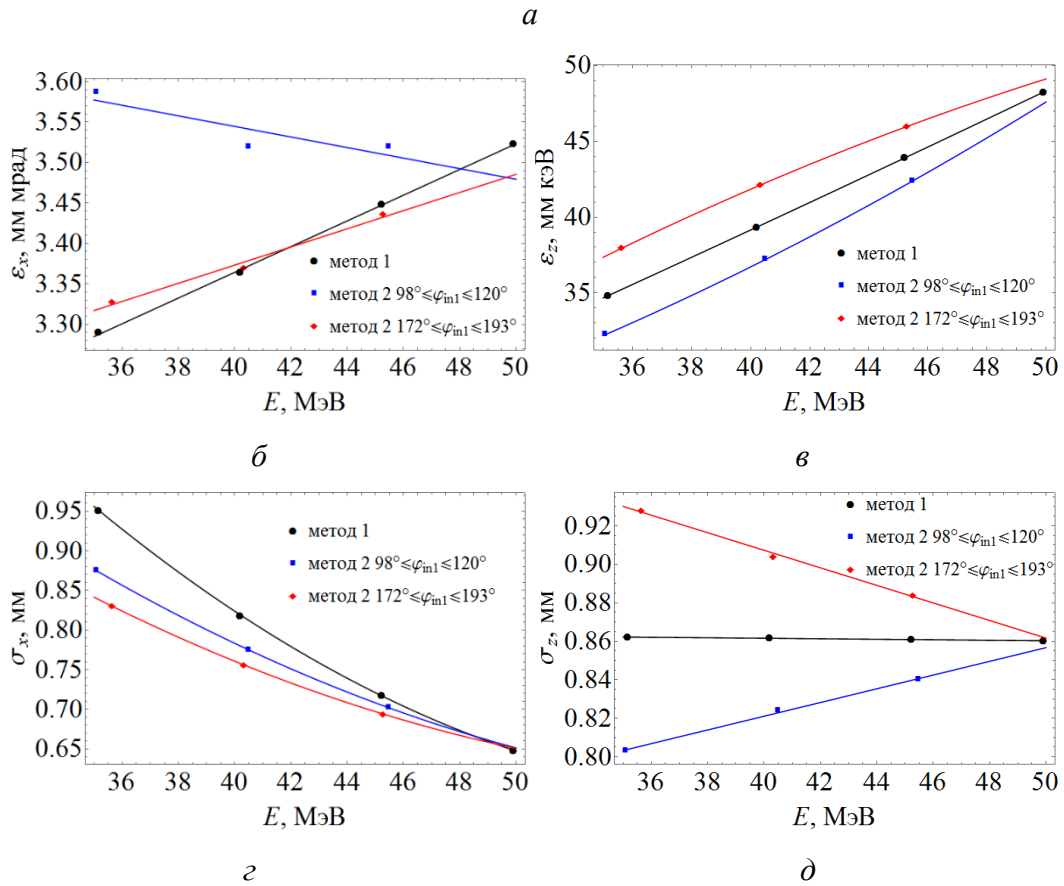 а
3.60
3.55
3.50
3.45
3.40
3.35
3.30
εx, мм мрад
метод 1
метод 2 98°⩽φin1⩽120°
метод 2 172°⩽φin1⩽193°
36 38 40 42 44 46 48 50
E, МэВ
б
50
45
40
35
εz, мм кэВ
метод 1
метод 2 98°⩽φin1⩽120°
метод 2 172°⩽φin1⩽193°
36 38 40 42 44 46 48 50
E, МэВ
в
0.95
0.90
0.85
0.80
0.75
0.70
0.65
σx, мм
метод 1
метод 2 98°⩽φin1⩽120°
метод 2 172°⩽φin1⩽193°
36 38 40 42 44 46 48 50
E, МэВ
г
0.92
0.90
0.88
0.86
0.84
0.82
0.80
σz, мм
метод 1
метод 2 98°⩽φin1⩽120°
метод 2 172°⩽φin1⩽193°
36 38 40 42 44 46 48 50
E, МэВ
д